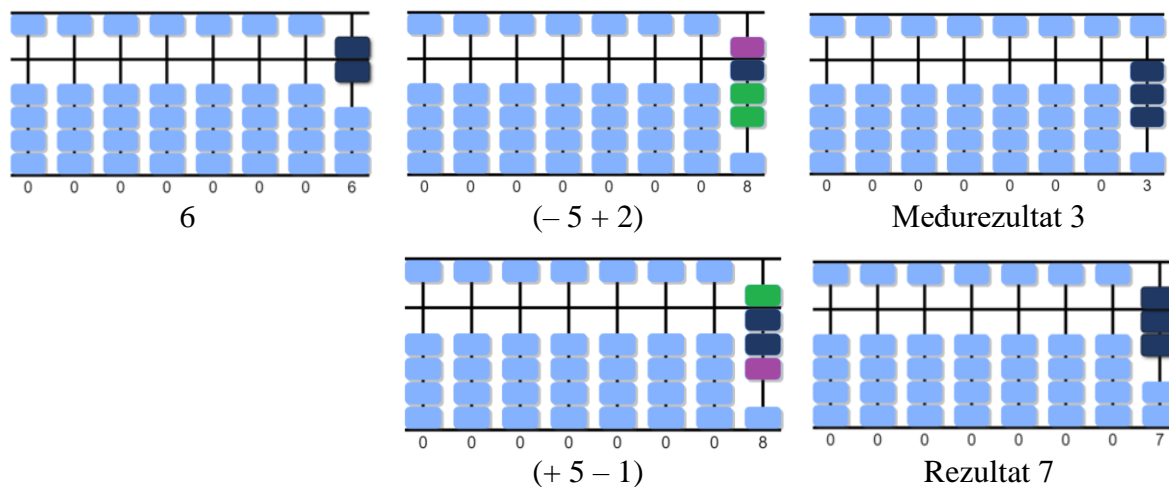 0 0 0 0 0 0 0 6
0 0 0 0 0 0 0 8
0 0 0 0 0 0 0 3
6
(– 5 + 2)
Međurezultat 3
0 0 0 0 0 0 0 8
0 0 0 0 0 0 0 7
(+ 5 – 1)
Rezultat 7